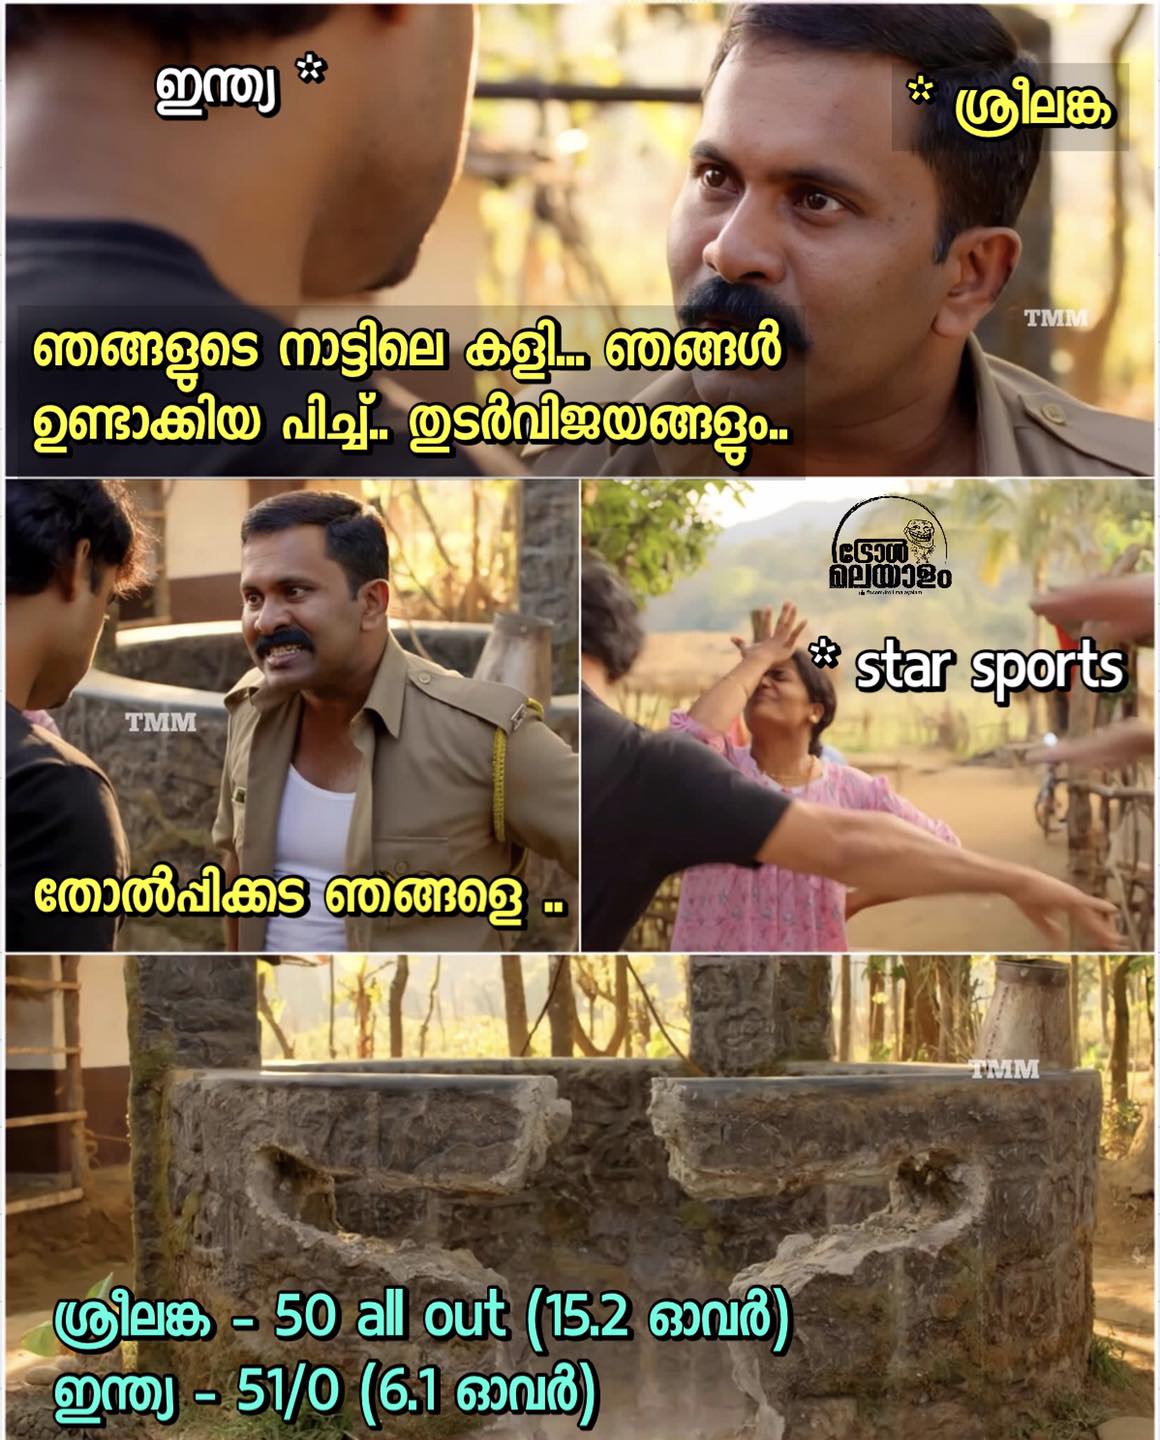 ഇന്ത്യ *
* ശ്രീലങ്ക
TMM
ഞങ്ങളുടെ നാട്ടിലെ കളി... ഞങ്ങൾ
ഉണ്ടാക്കിയ പിച്ച്.. തുടർവിജയങ്ങളും..
ട്രോൾ
മലയാളം
* star sports
TMM
തോൽപ്പിക്കട ഞങ്ങളെ ..
TMM
ശ്രീലങ്ക - 50 all out (15.2 ഓവർ)
ഇന്ത്യ - 51/0 (6.1 ഓവർ)